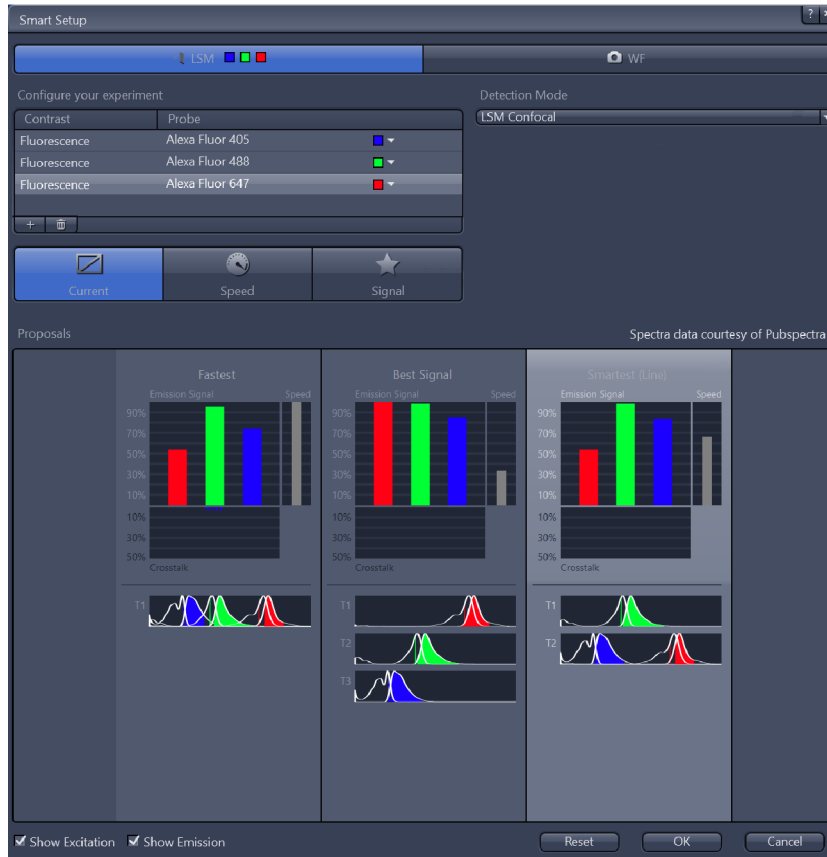 Smart Setup ?
LSM WF
Configure your experiment Detection Mode
Contrast Probe LSM Confocal
Fluorescence Alexa Fluor 405
Fluorescence Alexa Fluor 488
Fluorescence Alexa Fluor 647
+
Current Speed Signal
Proposals Spectra data courtesy of Pubspectra
Fastest Best Signal Smartest (Line)
Emission Signal Speed Emission Signal Speed Emission Signal Speed
90% 90% 90%
70% 70% 70%
50% 50% 50%
30% 30% 30%
10% 10% 10%
10% 10% 10%
30% 30% 30%
50% 50% 50%
Crosstalk Crosstalk Crosstalk
T1 T1 T1
T2 T2
T3
Show Excitation Show Emission Reset OK Cancel